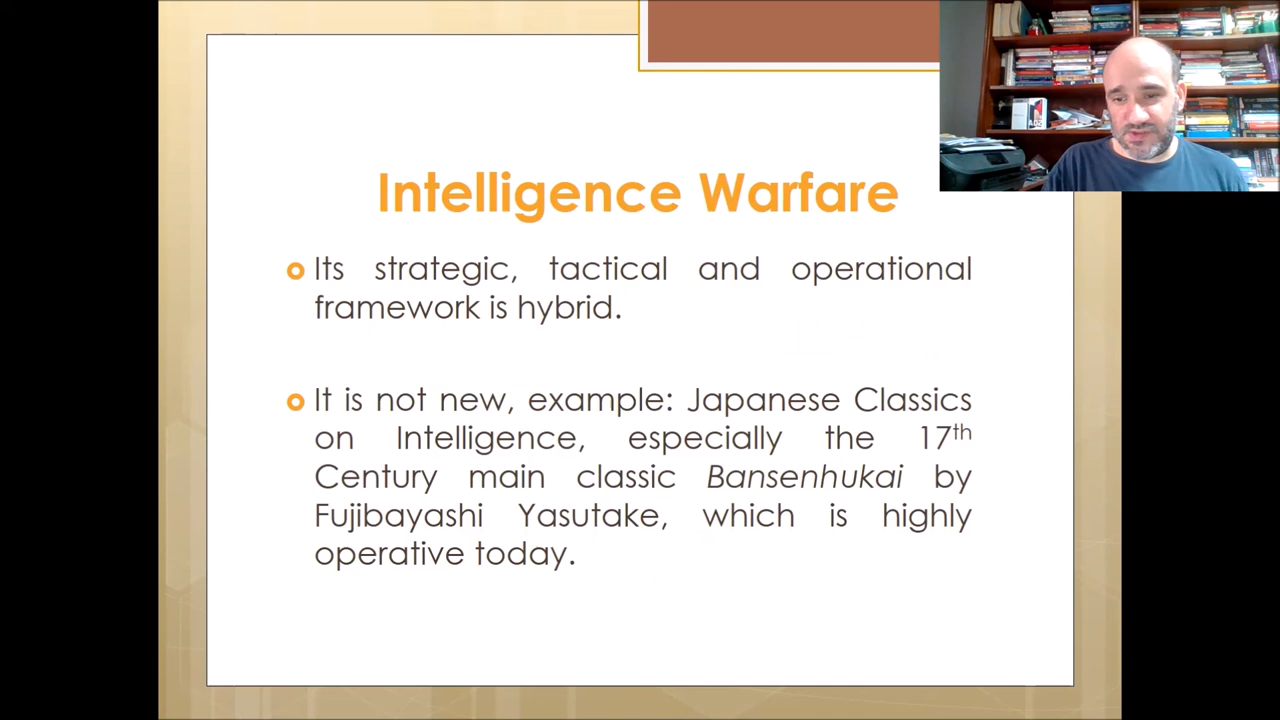 Intelligence Warfare
Its strategic, tactical and operational
framework is hybrid.
It is not new, example: Japanese Classics
on Intelligence, especially the 17th
Century main classic Bansenhukai by
Fujibayashi Yasutake, which is highly
operative today.